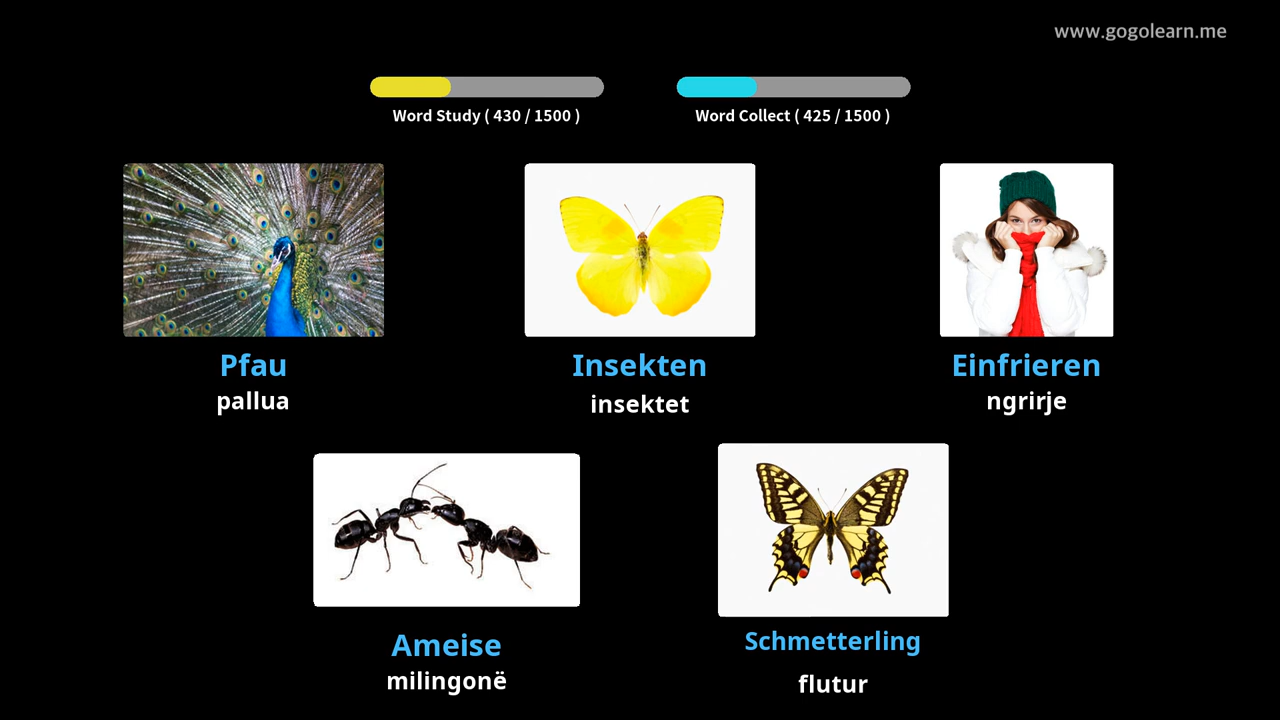 www.gogolearn.me
Word Study ( 430 / 1500 )
Word Collect ( 425 / 1500 )
Pfau
pallua
Insekten
insektet
Einfrieren
ngrirje
Ameise
milingonë
Schmetterling
flutur